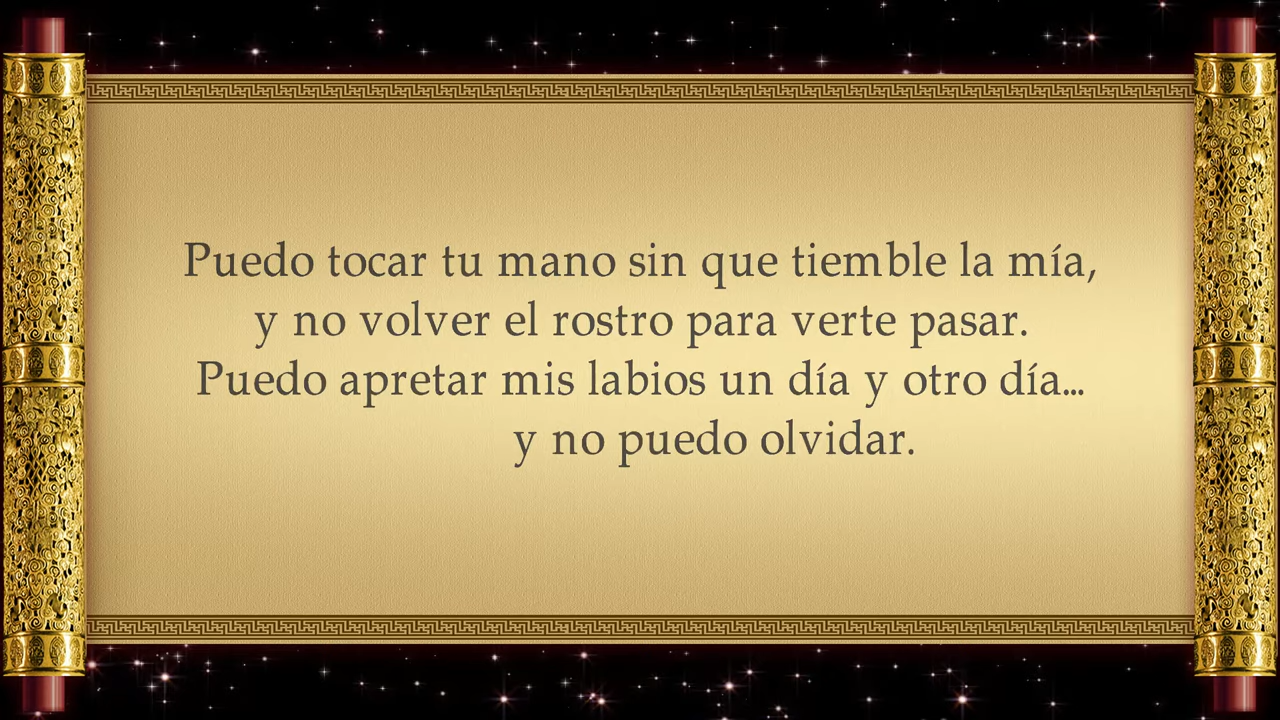 Puedo tocar tu mano sin que tiemble la mía,
y no volver el rostro para verte pasar.
Puedo apretar mis labios un día y otro día...
y no puedo olvidar.